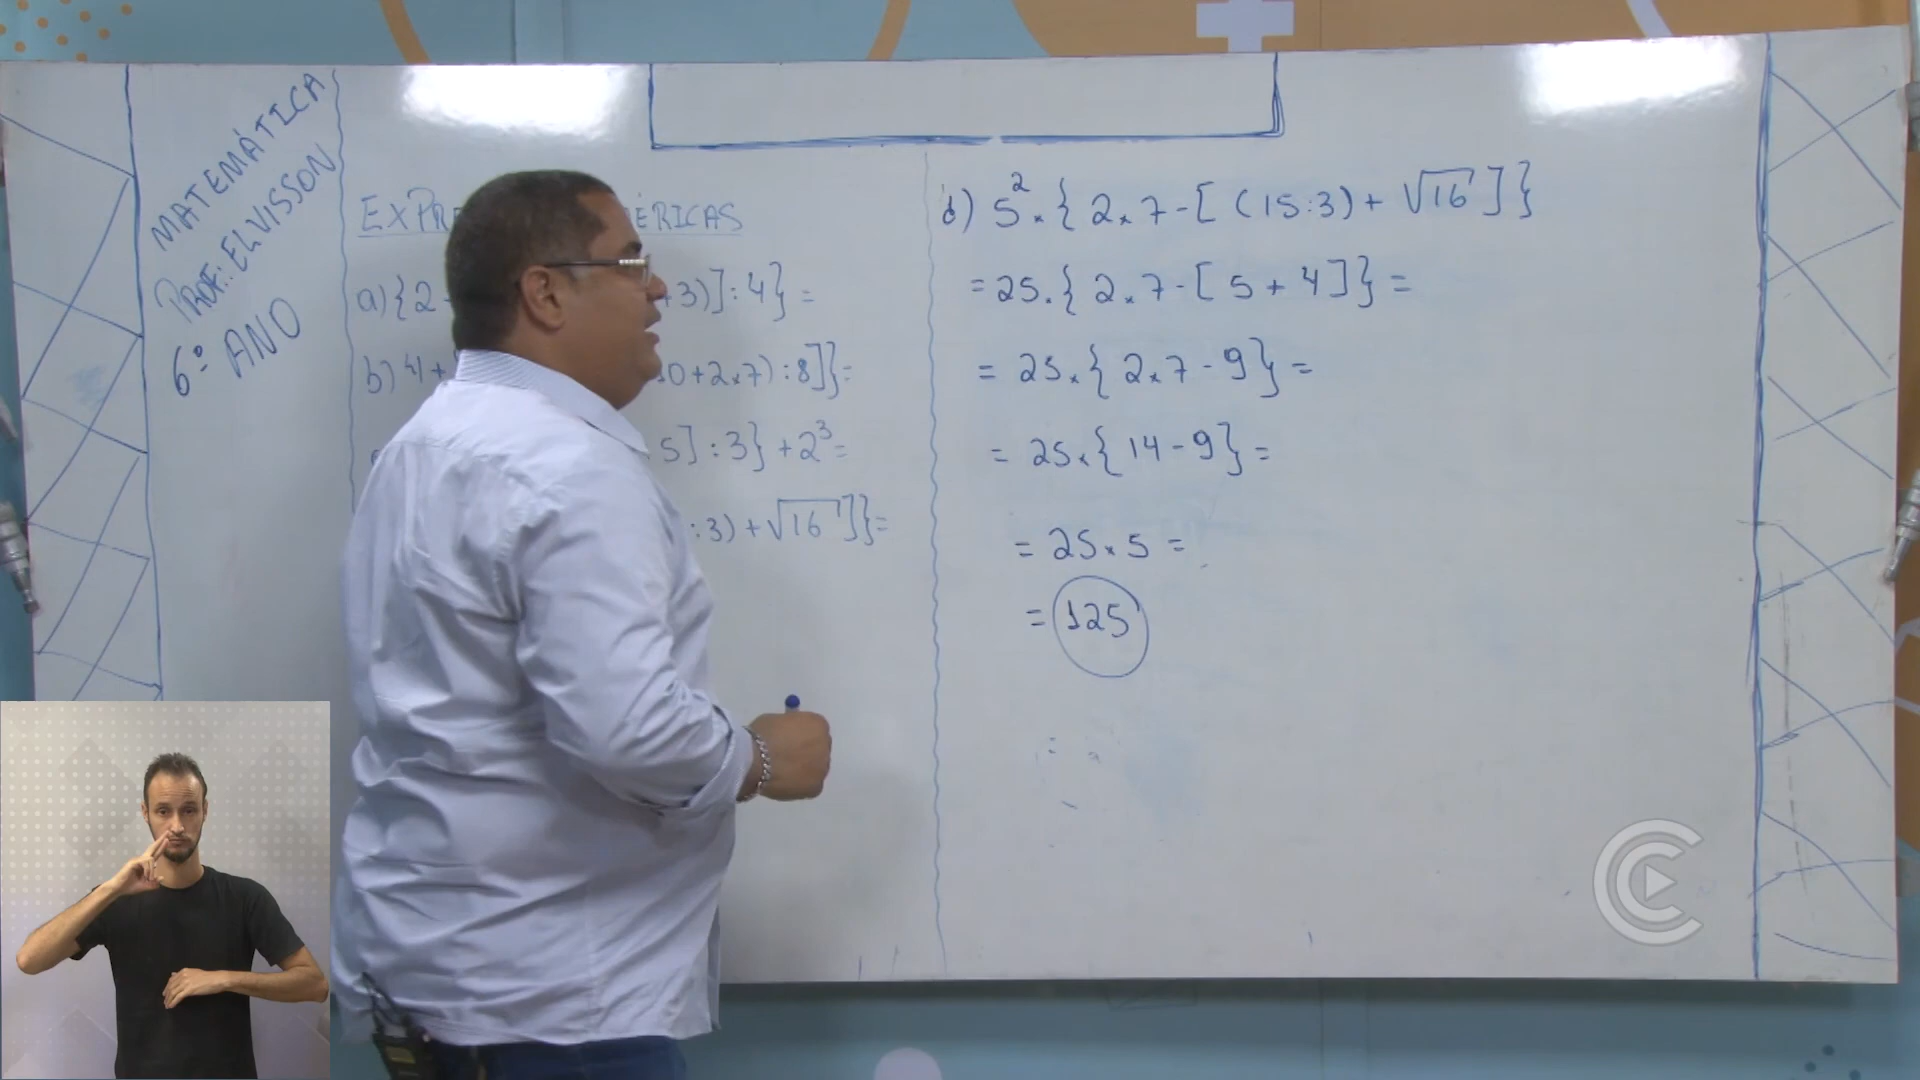 MATEMÁTICA
PROF.: ELVISSON
6º ANO
a) {2 +3)] : 4} =
b) 4+ 0+2×7) : 8]}=
5] : 3} + 2³ =
: 3) + √16 ]}=
d) 5² × { 2 × 7 - [ (15 : 3) + √16 ] }
= 25 . { 2 × 7 - [ 5 + 4 ] } =
= 25 × { 2 × 7 - 9 } =
= 25 × { 14 - 9 } =
= 25 × 5 =
= 125